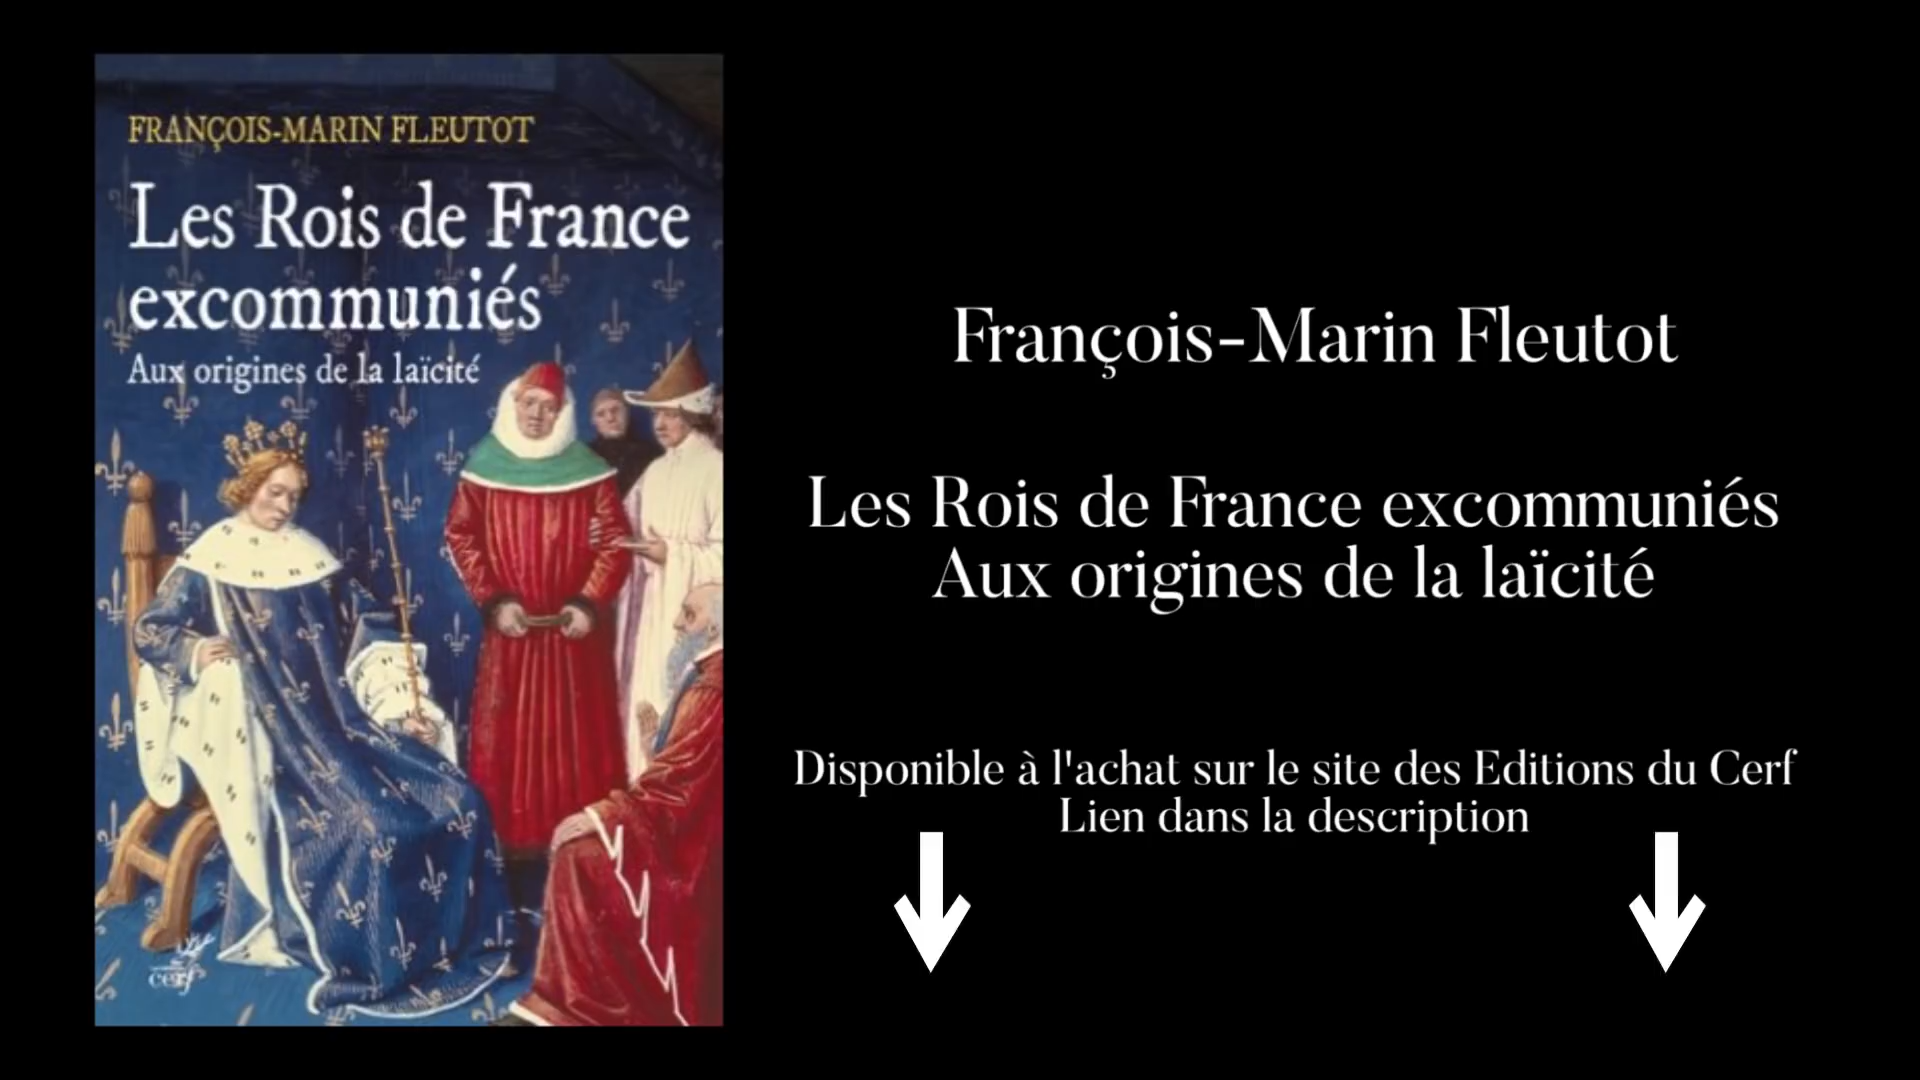 FRANÇOIS-MARIN FLEUTOT
Les Rois de France
excommuniés
Aux origines de la laïcité
cerf
François-Marin Fleutot
Les Rois de France excommuniés
Aux origines de la laïcité
Disponible à l'achat sur le site des Editions du Cerf
Lien dans la description